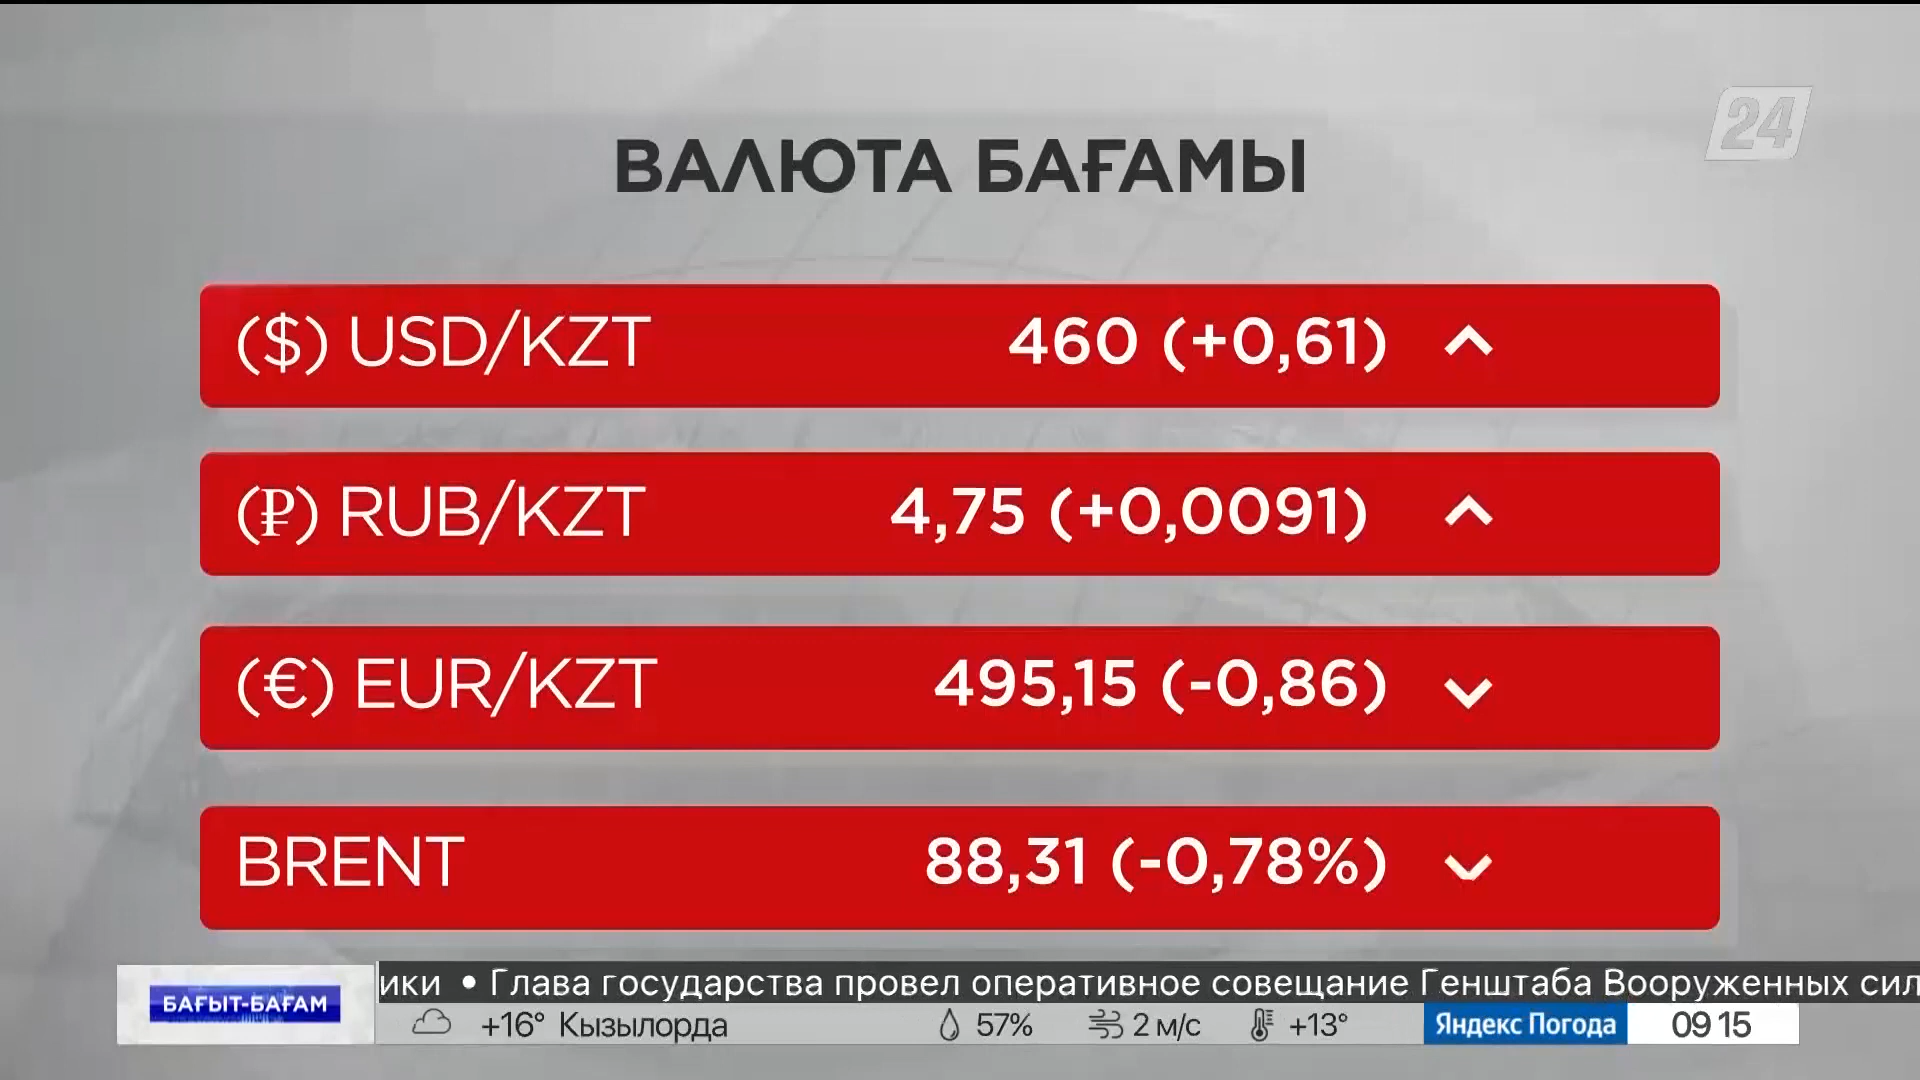 24
ВАЛЮТА БАҒАМЫ
($) USD/KZT 460 (+0,61)
(₽) RUB/KZT 4,75 (+0,0091)
(€) EUR/KZT 495,15 (-0,86)
BRENT 88,31 (-0,78%)
БАҒЫТ-БАҒАМ
ики • Глава государства провел оперативное совещание Генштаба Вооруженных сил
+16° Кызылорда 57% 2 м/с +13° Яндекс Погода 09 15